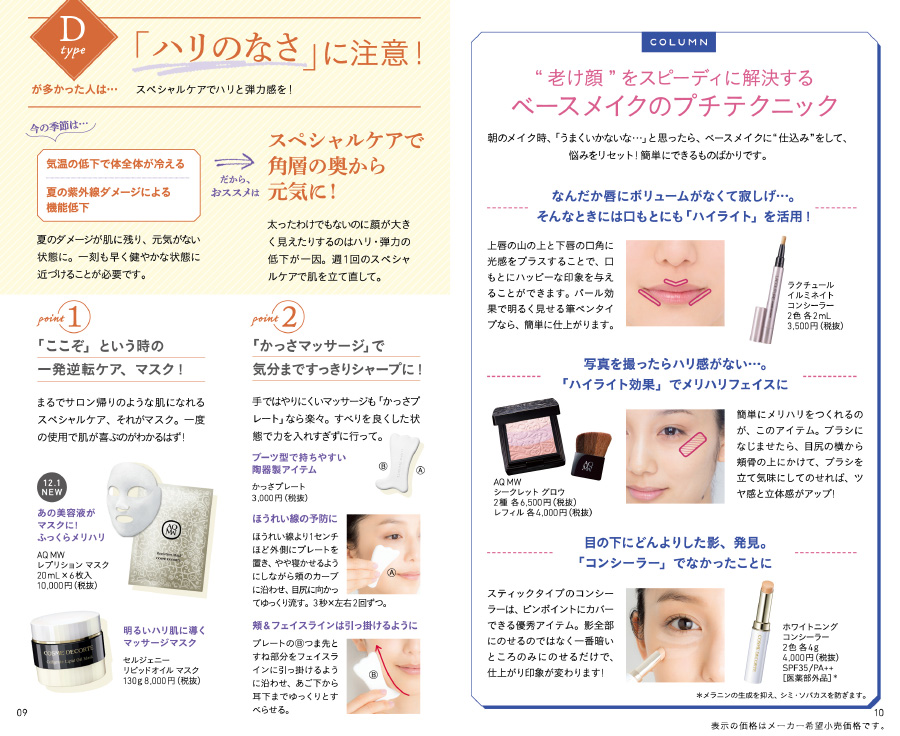 D
type
が多かった人は…
「ハリのなさ」に注意!
スペシャルケアでハリと弾力感を!
今の季節は…
気温の低下で体全体が冷える
夏の紫外線ダメージによる
機能低下
だから、
おススメは
スペシャルケアで
角層の奥から
元気に!
夏のダメージが肌に残り、元気がない
状態に。一刻も早く健やかな状態に
近づけることが必要です。
太ったわけでもないのに顔が大き
く見えたりするのはハリ・弾力の
低下が一因。週1回のスペシャ
ルケアで肌を立て直して。
point 1
「ここぞ」という時の
一発逆転ケア、マスク!
まるでサロン帰りのような肌になれる
スペシャルケア、それがマスク。一度
の使用で肌が喜ぶのがわかるはず!
12.1
NEW
あの美容液が
マスクに!
ふっくらメリハリ
AQ MW
レプリション マスク
20mL×6枚入
10,000円(税抜)
AQ
MW
明るいハリ肌に導く
マッサージマスク
セルジェニー
リピッドオイル マスク
130g 8,000円(税抜)
COSME DECORTE
point 2
「かっさマッサージ」で
気分まですっきりシャープに!
手ではやりにくいマッサージも「かっさプ
レート」なら楽々。すべりを良くした状
態で力を入れすぎずに行って。
ブーツ型で持ちやすい
陶器製アイテム
かっさプレート
3,000円(税抜)
Ⓑ
Ⓐ
ほうれい線の予防に
ほうれい線より1センチ
ほど外側にプレートを
置き、やや寝かせるよう
にしながら頬のカーブ
に沿わせ、目尻に向かっ
てゆっくり流す。3秒×左右2回ずつ。
Ⓐ
頬&フェイスラインは引っ掛けるように
プレートのⒷつま先と
すね部分をフェイスラ
インに引っ掛けるよう
に沿わせ、あご下から
耳下までゆっくりとす
べらせる。
Ⓑ
09
COLUMN
“老け顔”をスピーディに解決する
ベースメイクのプチテクニック
朝のメイク時、「うまくいかないな…」と思ったら、ベースメイクに“仕込み”をして、
悩みをリセット!簡単にできるものばかりです。
なんだか唇にボリュームがなくて寂しげ…。
そんなときには口もとにも「ハイライト」を活用!
上唇の山の上と下唇の口角に
光感をプラスすることで、口
もとにハッピーな印象を与え
ることができます。パール効
果で明るく見せる筆ペンタイ
プなら、簡単に仕上がります。
ラクチュール
イルミネイト
コンシーラー
2色 各2mL
3,500円(税抜)
写真を撮ったらハリ感がない…。
「ハイライト効果」でメリハリフェイスに
AQ
MW
AQ MW
シークレット グロウ
2種 各6,500円(税抜)
レフィル 各4,000円(税抜)
簡単にメリハリをつくれるの
が、このアイテム。ブラシに
なじませたら、目尻の横から
頬骨の上にかけて、ブラシを
立て気味にしてのせれば、ツ
ヤ感と立体感がアップ!
目の下にどんよりした影、発見。
「コンシーラー」でなかったことに
スティックタイプのコンシー
ラーは、ピンポイントにカバー
できる優秀アイテム。影全部
にのせるのではなく一番暗い
ところのみにのせるだけで、
仕上がり印象が変わります!
ホワイトニング
コンシーラー
2色 各4g
4,000円(税抜)
SPF35/PA++
[医薬部外品]*
*メラニンの生成を抑え、シミ・ソバカスを防ぎます。
10
表示の価格はメーカー希望小売価格です。